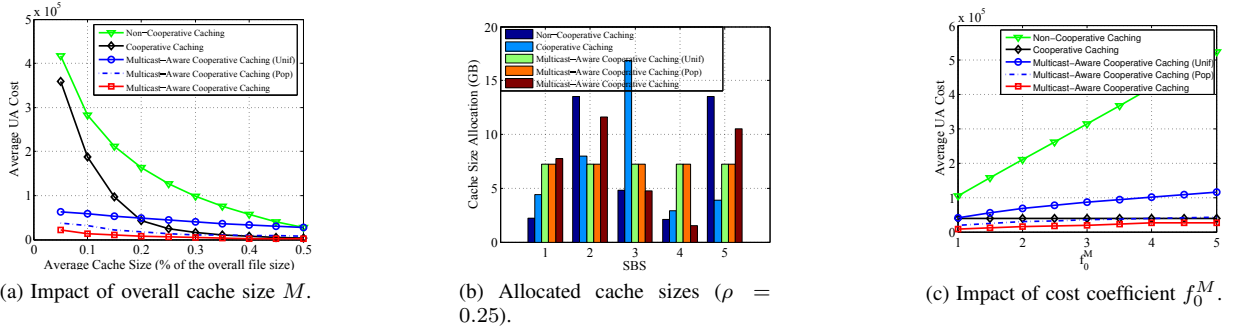 x 10^5
5
4
3
2
1
0
Average UA Cost
Non−Cooperative Caching
Cooperative Caching
Multicast−Aware Cooperative Caching (Unif)
Multicast−Aware Cooperative Caching (Pop)
Multicast−Aware Cooperative Caching
0 0.1 0.2 0.3 0.4 0.5
Average Cache Size (% of the overall file size)
(a) Impact of overall cache size M.
20
15
10
5
0
Cache Size Allocation (GB)
Non−Cooperative Caching
Cooperative Caching
Multicast−Aware Cooperative Caching (Unif)
Multicast−Aware Cooperative Caching (Pop)
Multicast−Aware Cooperative Caching
1 2 3 4 5
SBS
(b) Allocated cache sizes (ρ =
0.25).
x 10^5
6
5
4
3
2
1
0
Average UA Cost
Non−Cooperative Caching
Cooperative Caching
Multicast−Aware Cooperative Caching (Unif)
Multicast−Aware Cooperative Caching (Pop)
Multicast−Aware Cooperative Caching
1 2 3 4 5
f_0^M
(c) Impact of cost coefficient f_0^M.